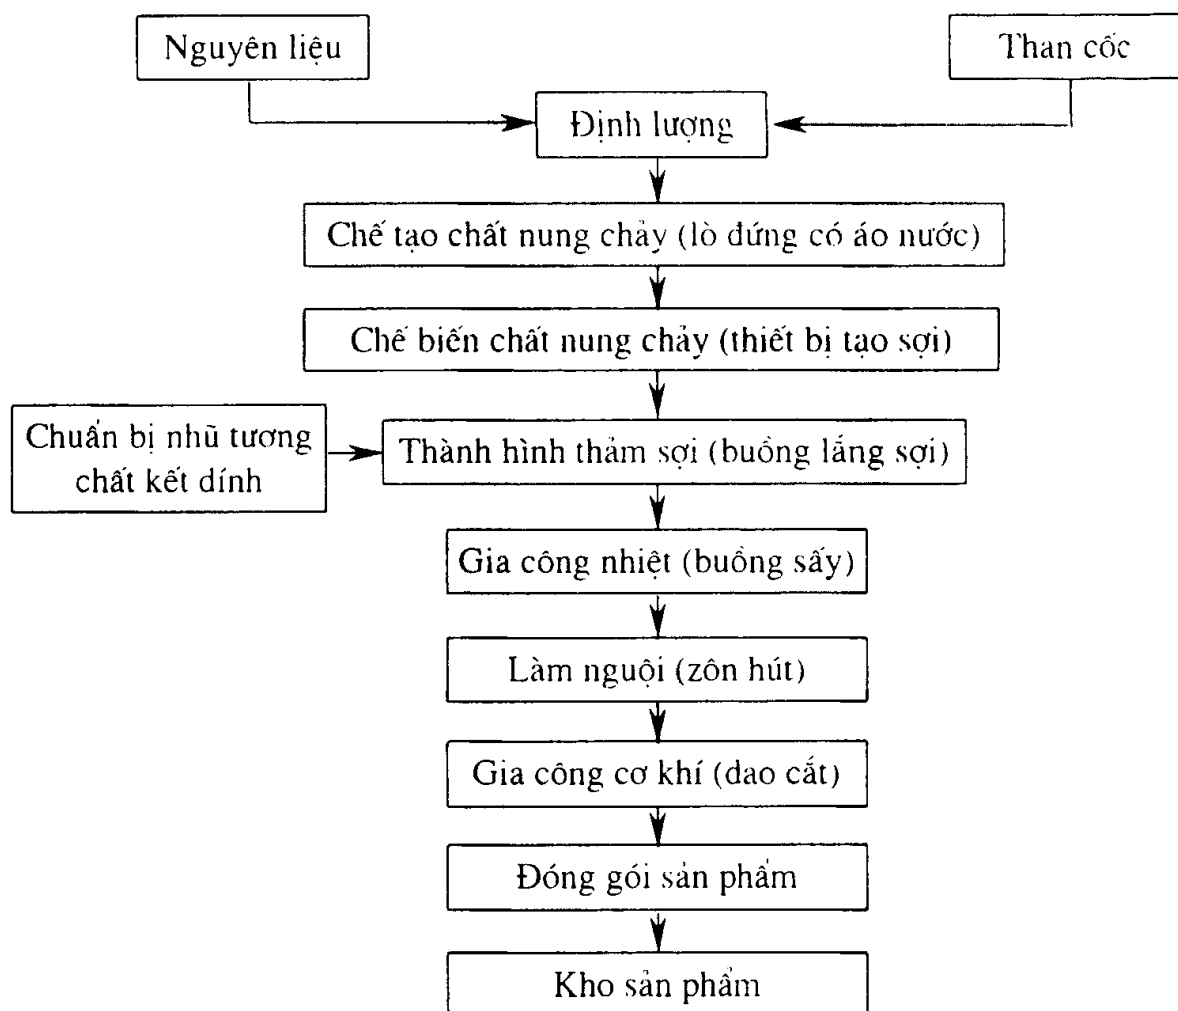 Nguyên liệu
Than cốc
Định lượng
Chế tạo chất nung chảy (lò đứng có áo nước)
Chế biến chất nung chảy (thiết bị tạo sợi)
Chuẩn bị nhũ tương
chất kết dính
Thành hình thảm sợi (buồng lắng sợi)
Gia công nhiệt (buồng sấy)
Làm nguội (zôn hút)
Gia công cơ khí (dao cắt)
Đóng gói sản phẩm
Kho sản phẩm